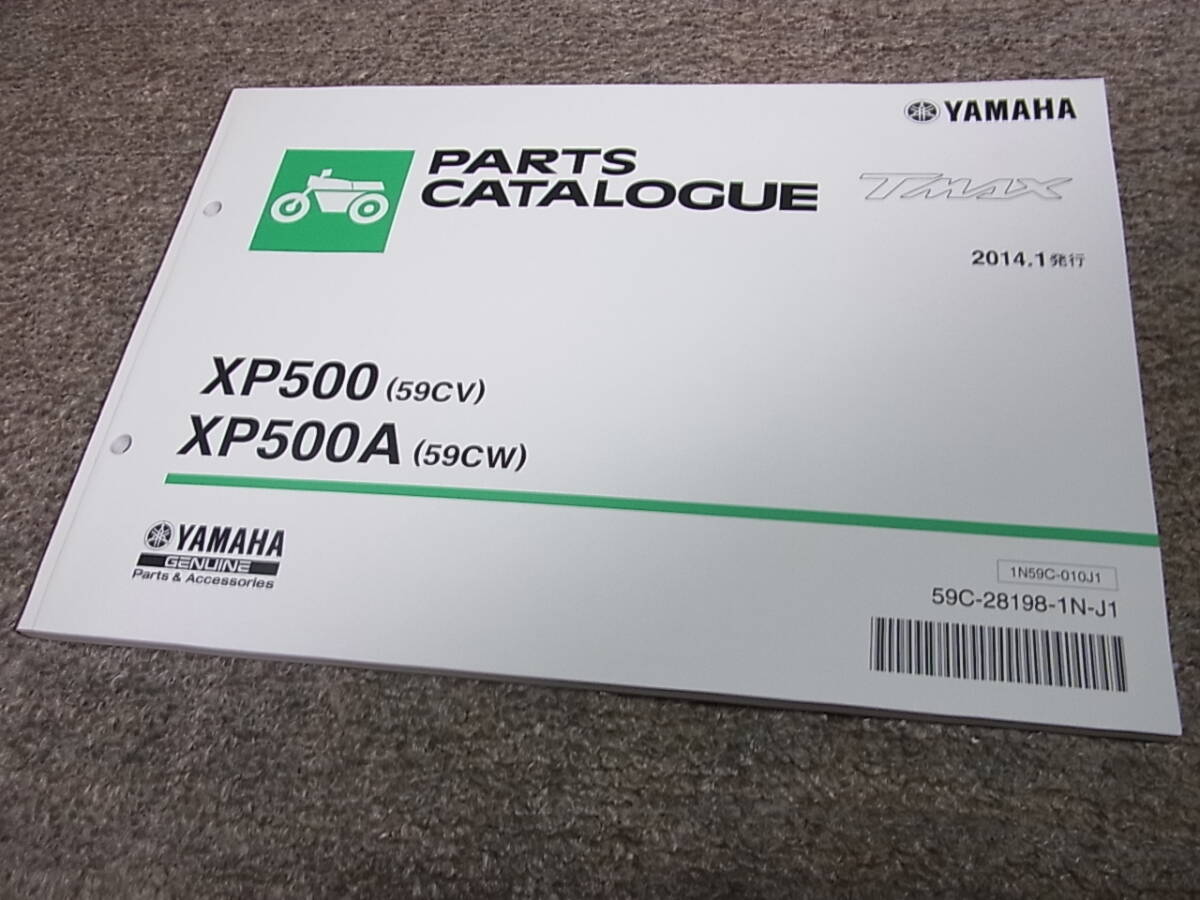 YAMAHA
PARTS
CATALOGUE
TMAX
2014.1発行
XP500 (59CV)
XP500A (59CW)
YAMAHA
GENUINE
Parts & Accessories
1N59C-010J1
59C-28198-1N-J1